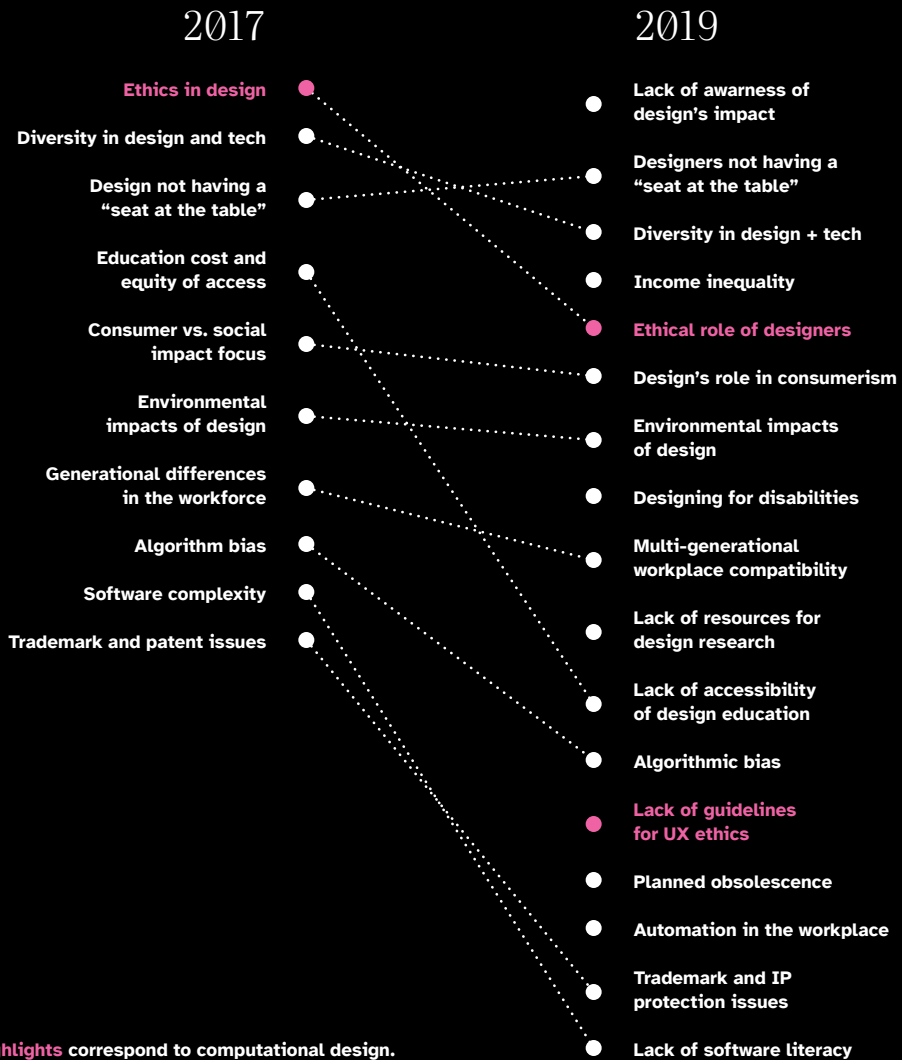 2017
Ethics in design
Diversity in design and tech
Design not having a
“seat at the table”
Education cost and
equity of access
Consumer vs. social
impact focus
Environmental
impacts of design
Generational differences
in the workforce
Algorithm bias
Software complexity
Trademark and patent issues
2019
Lack of awarness of
design’s impact
Designers not having a
“seat at the table”
Diversity in design + tech
Income inequality
Ethical role of designers
Design’s role in consumerism
Environmental impacts
of design
Designing for disabilities
Multi-generational
workplace compatibility
Lack of resources for
design research
Lack of accessibility
of design education
Algorithmic bias
Lack of guidelines
for UX ethics
Planned obsolescence
Automation in the workplace
Trademark and IP
protection issues
Lack of software literacy
hlights correspond to computational design.